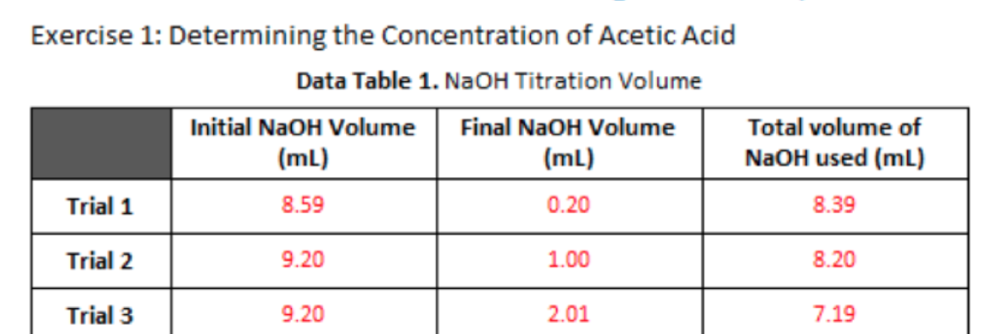 Exercise 1: Determining the Concentration of Acetic Acid
Data Table 1. NaOH Titration Volume
Initial NaOH Volume (mL) Final NaOH Volume (mL) Total volume of NaOH used (mL)
Trial 1 8.59 0.20 8.39
Trial 2 9.20 1.00 8.20
Trial 3 9.20 2.01 7.19